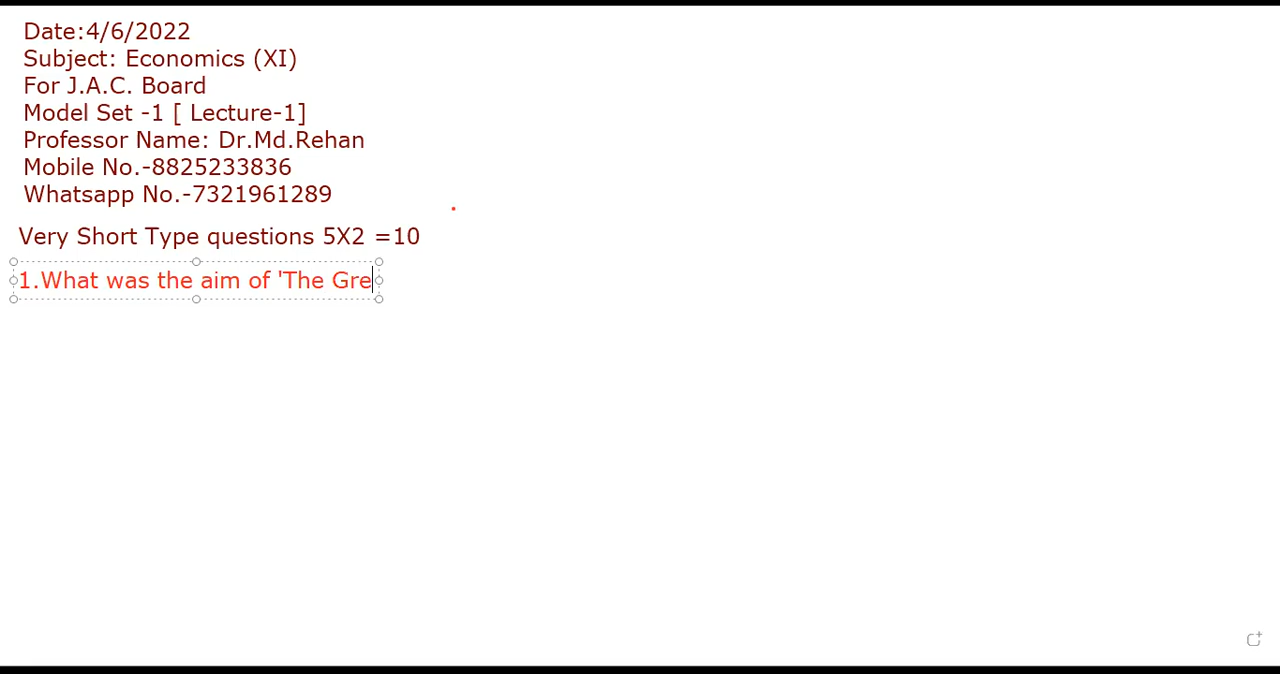 Date:4/6/2022
Subject: Economics (XI)
For J.A.C. Board
Model Set -1 [ Lecture-1]
Professor Name: Dr.Md.Rehan
Mobile No.-8825233836
Whatsapp No.-7321961289
Very Short Type questions 5X2 =10
1.What was the aim of 'The Gre